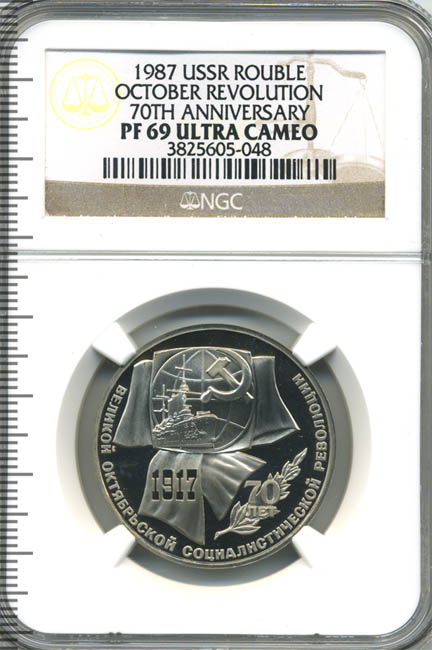 1987 USSR ROUBLE
OCTOBER REVOLUTION
70TH ANNIVERSARY
PF 69 ULTRA CAMEO
3825605-048
NGC
1917
70
ЛЕТ
ВЕЛИКОЙ ОКТЯБРЬСКОЙ СОЦИАЛИСТИЧЕСКОЙ РЕВОЛЮЦИИ